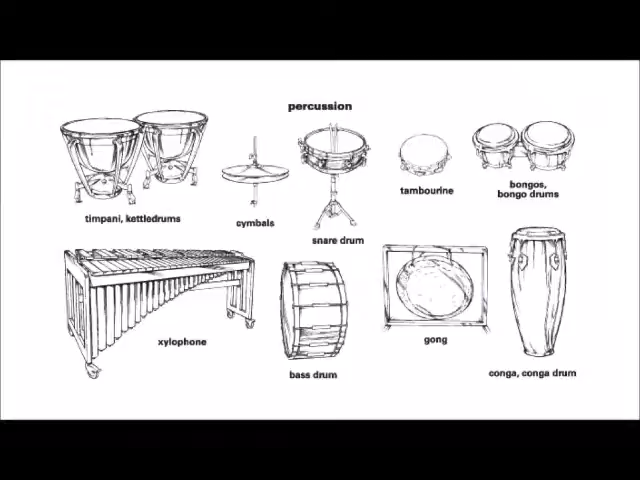 percussion
timpani, kettledrums
cymbals
snare drum
tambourine
bongos,
bongo drums
xylophone
bass drum
gong
conga, conga drum